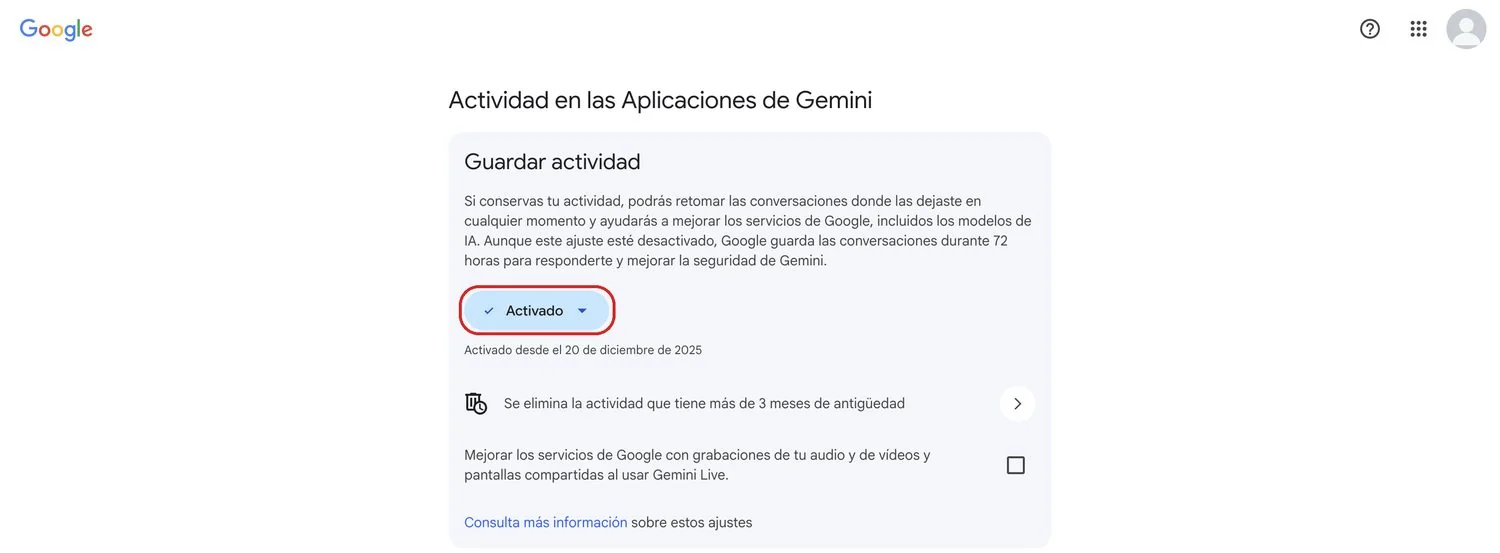 Google
Actividad en las Aplicaciones de Gemini
Guardar actividad
Si conservas tu actividad, podrás retomar las conversaciones donde las dejaste en
cualquier momento y ayudarás a mejorar los servicios de Google, incluidos los modelos de
IA. Aunque este ajuste esté desactivado, Google guarda las conversaciones durante 72
horas para responderte y mejorar la seguridad de Gemini.
Activado
Activado desde el 20 de diciembre de 2025
Se elimina la actividad que tiene más de 3 meses de antigüedad
Mejorar los servicios de Google con grabaciones de tu audio y de vídeos y
pantallas compartidas al usar Gemini Live.
Consulta más información sobre estos ajustes